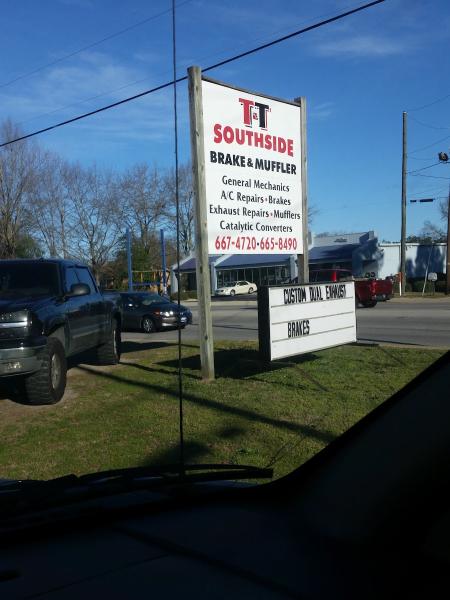 T&T
SOUTHSIDE
BRAKE & MUFFLER
General Mechanics
A/C Repairs•Brakes
Exhaust Repairs•Mufflers
Catalytic Converters
667-4720•665-8490
CUSTOM DUAL EXHAUST
BRAKES